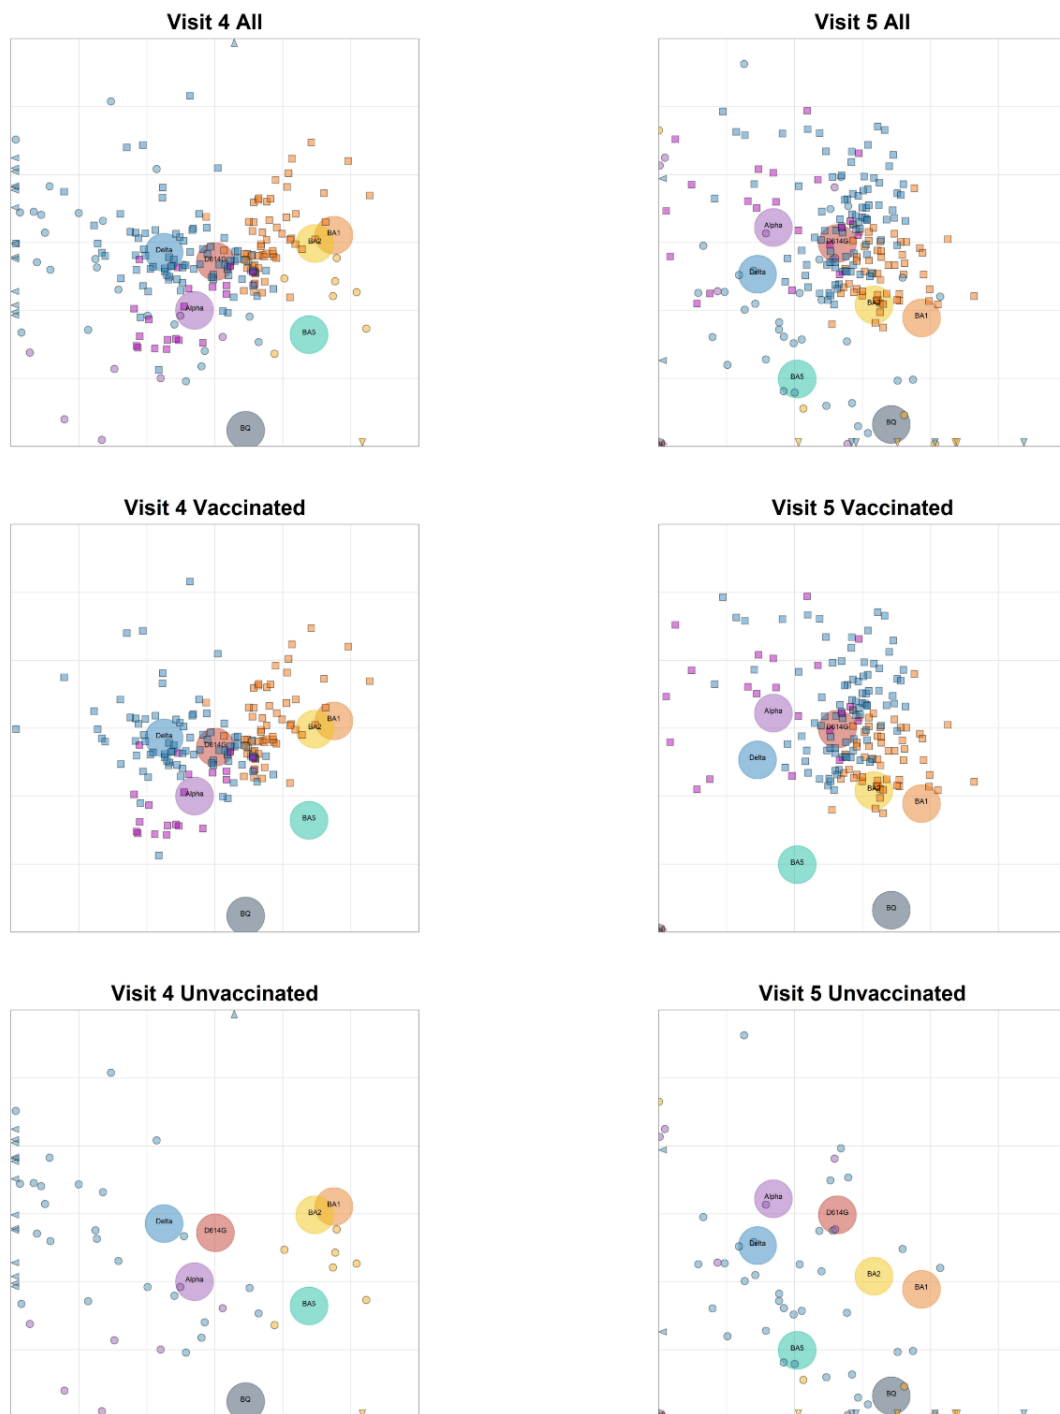 Visit 4 All
Visit 5 All
Delta
D614G
BA2
BA1
Alpha
BA5
BQ
Alpha
D614G
Delta
BA2
BA1
BA5
BQ
Visit 4 Vaccinated
Visit 5 Vaccinated
Delta
D614G
BA2
BA1
Alpha
BA5
BQ
Alpha
D614G
Delta
BA2
BA1
BA5
BQ
Visit 4 Unvaccinated
Visit 5 Unvaccinated
Delta
D614G
BA2
BA1
Alpha
BA5
BQ
Alpha
D614G
Delta
BA2
BA1
BA5
BQ